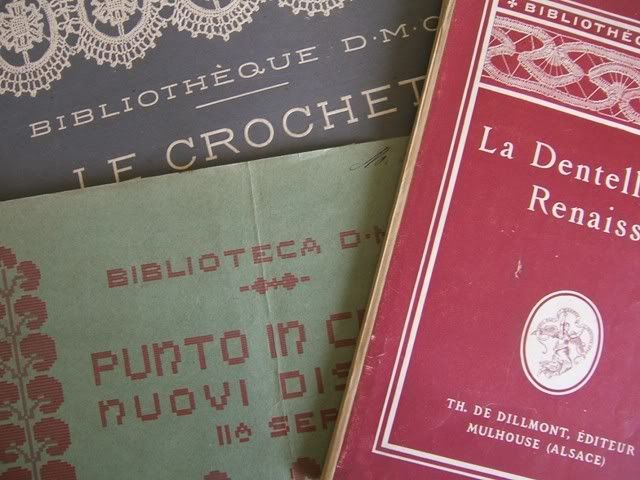 BIBLIOTHÈQUE D·M·C
LE CROCHET
BIBLIOTECA D·M
PUNTO IN C
NUOVI DIS
IIa SER
BIBLIOTHÈQ
La Dentell
Renaiss
TH. DE DILLMONT, ÉDITEUR
MULHOUSE (ALSACE)